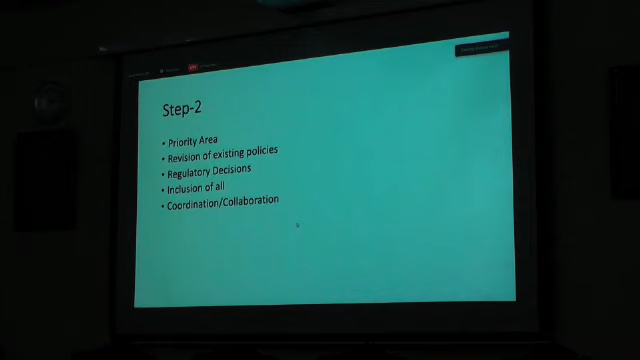 Step-2
• Priority Area
• Revision of existing policies
• Regulatory Decisions
• Inclusion of all
• Coordination/Collaboration